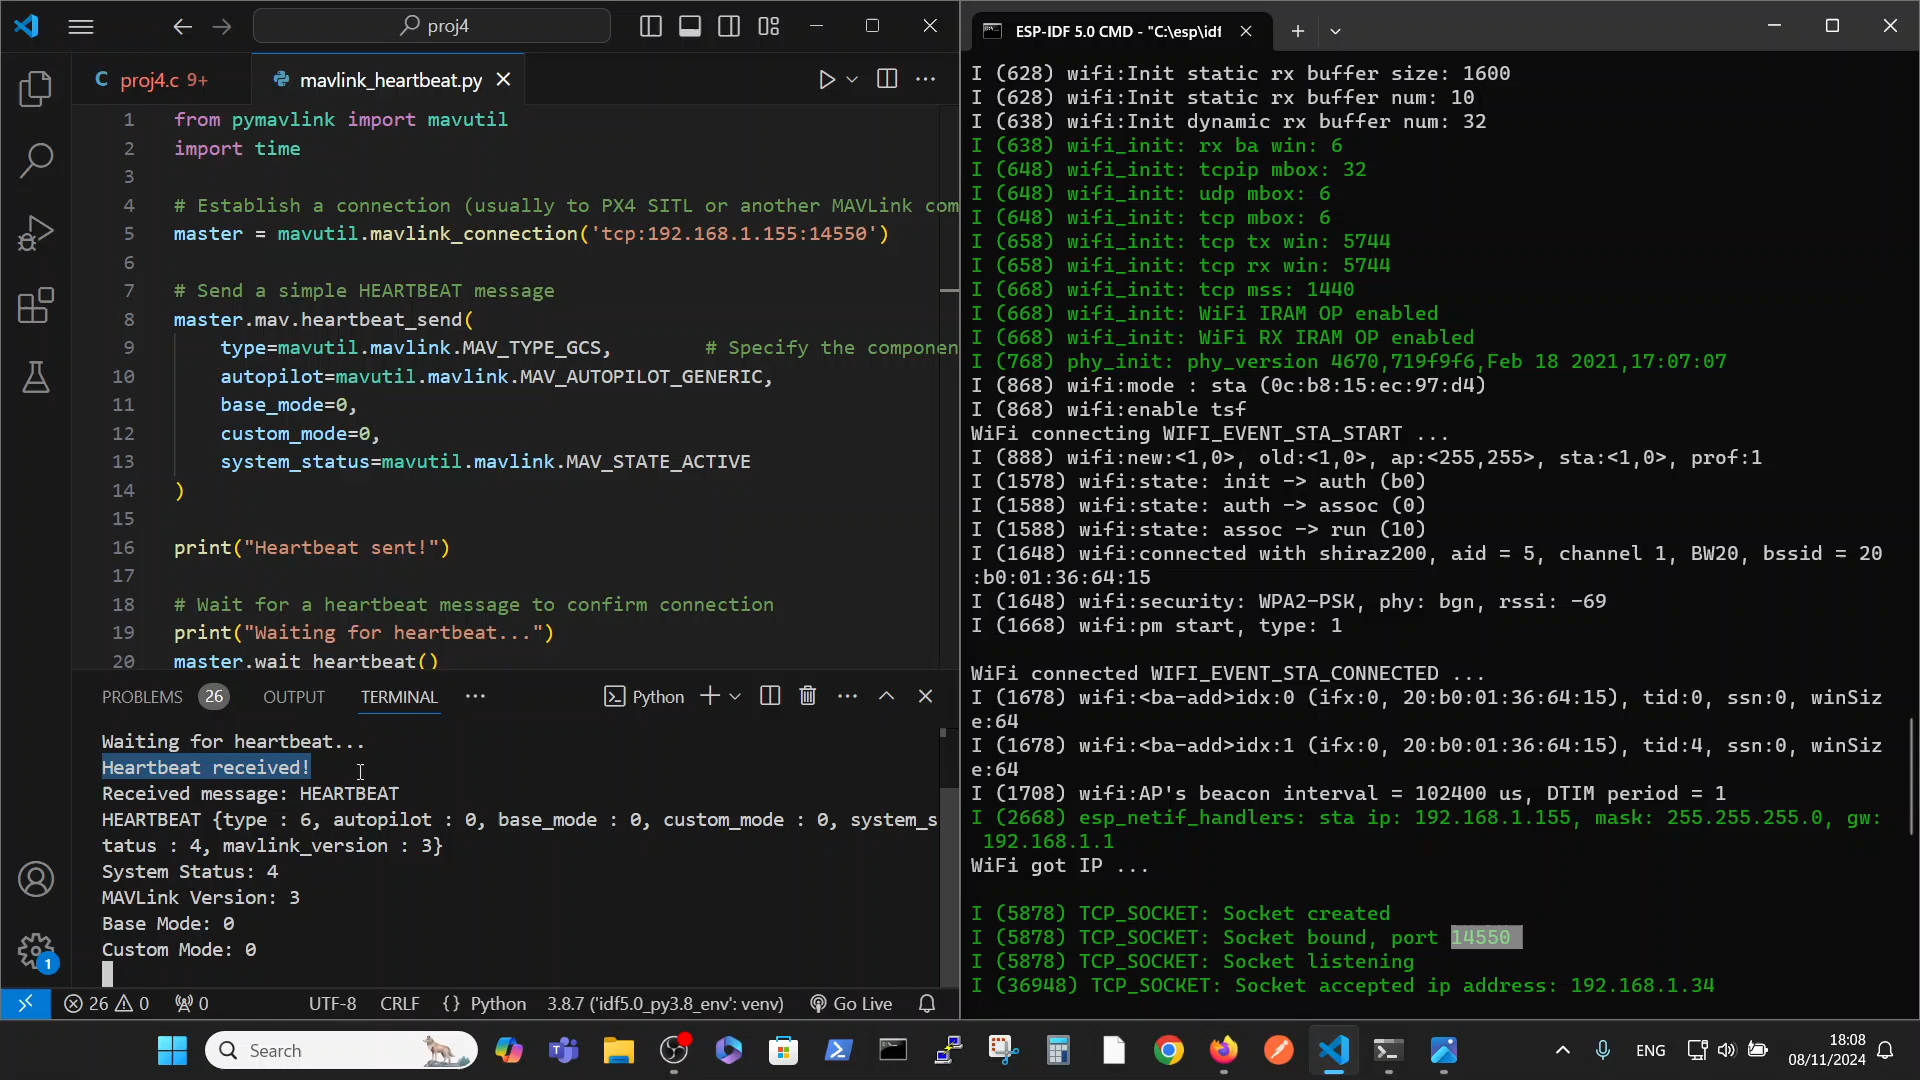 proj4
C proj4.c 9+
mavlink_heartbeat.py
1 from pymavlink import mavutil
2 import time
3
4 # Establish a connection (usually to PX4 SITL or another MAVLink com
5 master = mavutil.mavlink_connection('tcp:192.168.1.155:14550')
6
7 # Send a simple HEARTBEAT message
8 master.mav.heartbeat_send(
9 type=mavutil.mavlink.MAV_TYPE_GCS, # Specify the componen
10 autopilot=mavutil.mavlink.MAV_AUTOPILOT_GENERIC,
11 base_mode=0,
12 custom_mode=0,
13 system_status=mavutil.mavlink.MAV_STATE_ACTIVE
14 )
15
16 print("Heartbeat sent!")
17
18 # Wait for a heartbeat message to confirm connection
19 print("Waiting for heartbeat...")
20 master.wait_heartbeat()
PROBLEMS 26 OUTPUT TERMINAL ··· Python
Waiting for heartbeat...
Heartbeat received!
Received message: HEARTBEAT
HEARTBEAT {type : 6, autopilot : 0, base_mode : 0, custom_mode : 0, system_s
tatus : 4, mavlink_version : 3}
System Status: 4
MAVLink Version: 3
Base Mode: 0
Custom Mode: 0
1
26 0 0 UTF-8 CRLF {} Python 3.8.7 ('idf5.0_py3.8_env': venv) Go Live
ESP-IDF 5.0 CMD - "C:\esp\idf
I (628) wifi:Init static rx buffer size: 1600
I (628) wifi:Init static rx buffer num: 10
I (638) wifi:Init dynamic rx buffer num: 32
I (638) wifi_init: rx ba win: 6
I (648) wifi_init: tcpip mbox: 32
I (648) wifi_init: udp mbox: 6
I (648) wifi_init: tcp mbox: 6
I (658) wifi_init: tcp tx win: 5744
I (658) wifi_init: tcp rx win: 5744
I (668) wifi_init: tcp mss: 1440
I (668) wifi_init: WiFi IRAM OP enabled
I (668) wifi_init: WiFi RX IRAM OP enabled
I (768) phy_init: phy_version 4670,719f9f6,Feb 18 2021,17:07:07
I (868) wifi:mode : sta (0c:b8:15:ec:97:d4)
I (868) wifi:enable tsf
WiFi connecting WIFI_EVENT_STA_START ...
I (888) wifi:new:<1,0>, old:<1,0>, ap:<255,255>, sta:<1,0>, prof:1
I (1578) wifi:state: init -> auth (b0)
I (1588) wifi:state: auth -> assoc (0)
I (1588) wifi:state: assoc -> run (10)
I (1648) wifi:connected with shiraz200, aid = 5, channel 1, BW20, bssid = 20
:b0:01:36:64:15
I (1648) wifi:security: WPA2-PSK, phy: bgn, rssi: -69
I (1668) wifi:pm start, type: 1
WiFi connected WIFI_EVENT_STA_CONNECTED ...
I (1678) wifi:<ba-add>idx:0 (ifx:0, 20:b0:01:36:64:15), tid:0, ssn:0, winSiz
e:64
I (1678) wifi:<ba-add>idx:1 (ifx:0, 20:b0:01:36:64:15), tid:4, ssn:0, winSiz
e:64
I (1708) wifi:AP's beacon interval = 102400 us, DTIM period = 1
I (2668) esp_netif_handlers: sta ip: 192.168.1.155, mask: 255.255.255.0, gw:
192.168.1.1
WiFi got IP ...
I (5878) TCP_SOCKET: Socket created
I (5878) TCP_SOCKET: Socket bound, port 14550
I (5878) TCP_SOCKET: Socket listening
I (36948) TCP_SOCKET: Socket accepted ip address: 192.168.1.34
Search
ENG
18:08
08/11/2024